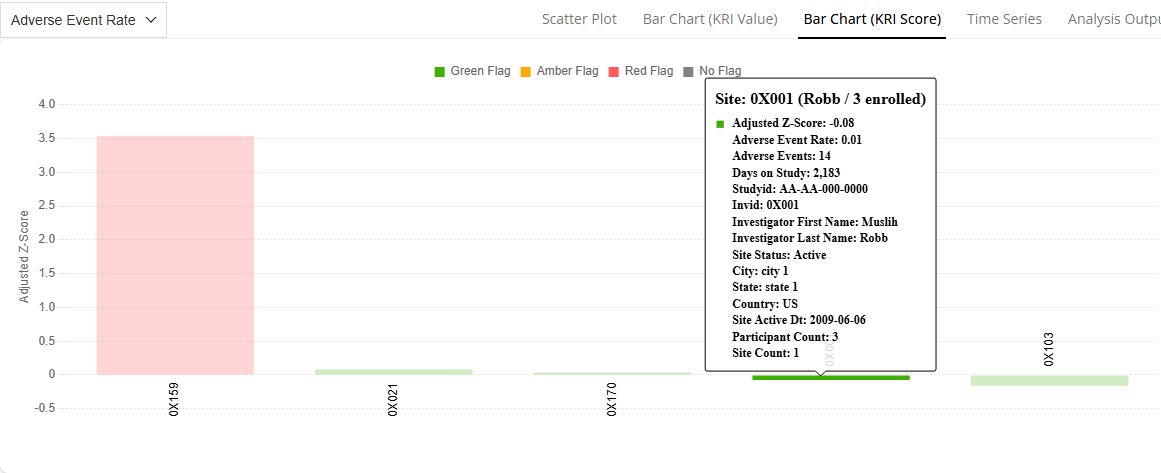 Adverse Event Rate
Scatter Plot Bar Chart (KRI Value) Bar Chart (KRI Score) Time Series Analysis Outpu
Green Flag Amber Flag Red Flag No Flag
Adjusted Z-Score
4.0
3.5
3.0
2.5
2.0
1.5
1.0
0.5
0
-0.5
Site: 0X001 (Robb / 3 enrolled)
Adjusted Z-Score: -0.08
Adverse Event Rate: 0.01
Adverse Events: 14
Days on Study: 2,183
Studyid: AA-AA-000-0000
Invid: 0X001
Investigator First Name: Muslih
Investigator Last Name: Robb
Site Status: Active
City: city 1
State: state 1
Country: US
Site Active Dt: 2009-06-06
Participant Count: 3
Site Count: 1
0X159
0X021
0X170
0X103